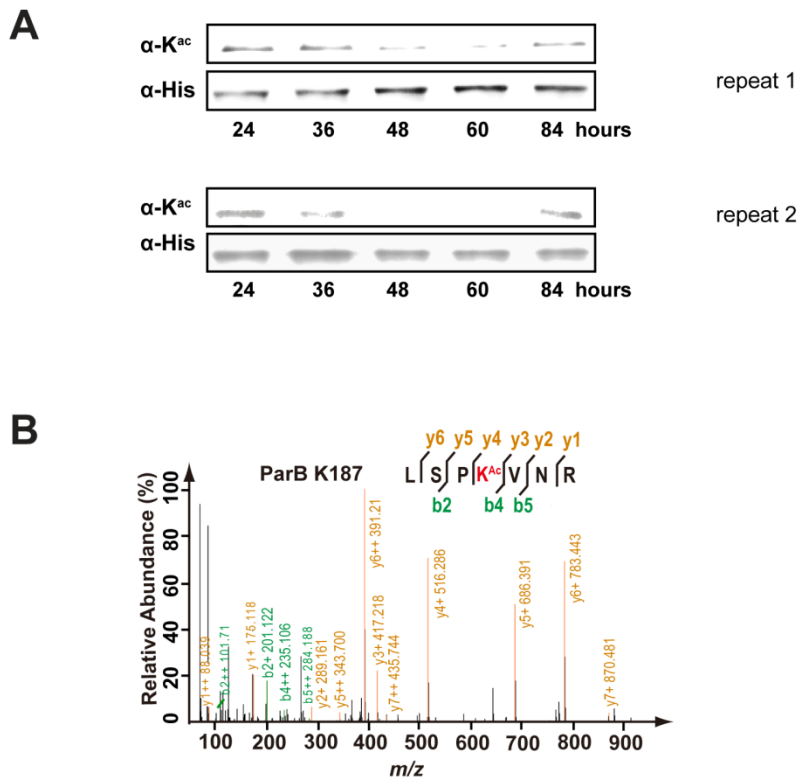 A
α-Kac
α-His
repeat 1
24 36 48 60 84 hours
α-Kac
α-His
repeat 2
24 36 48 60 84 hours
B
y6 y5 y4 y3 y2 y1
ParB K187
L S P KAc V N R
b2 b4 b5
Relative Abundance (%)
100
80
60
40
20
0
y1++ 88.039
b2++ 101.71
y1+ 175.118
b2+ 201.122
b4++ 235.106
b5++ 284.188
y2+ 289.161
y5++ 343.700
y6++ 391.21
y3+ 417.218
y7++ 435.744
y4+ 516.286
y5+ 686.391
y6+ 783.443
y7+ 870.481
100 200 300 400 500 600 700 800 900
m/z